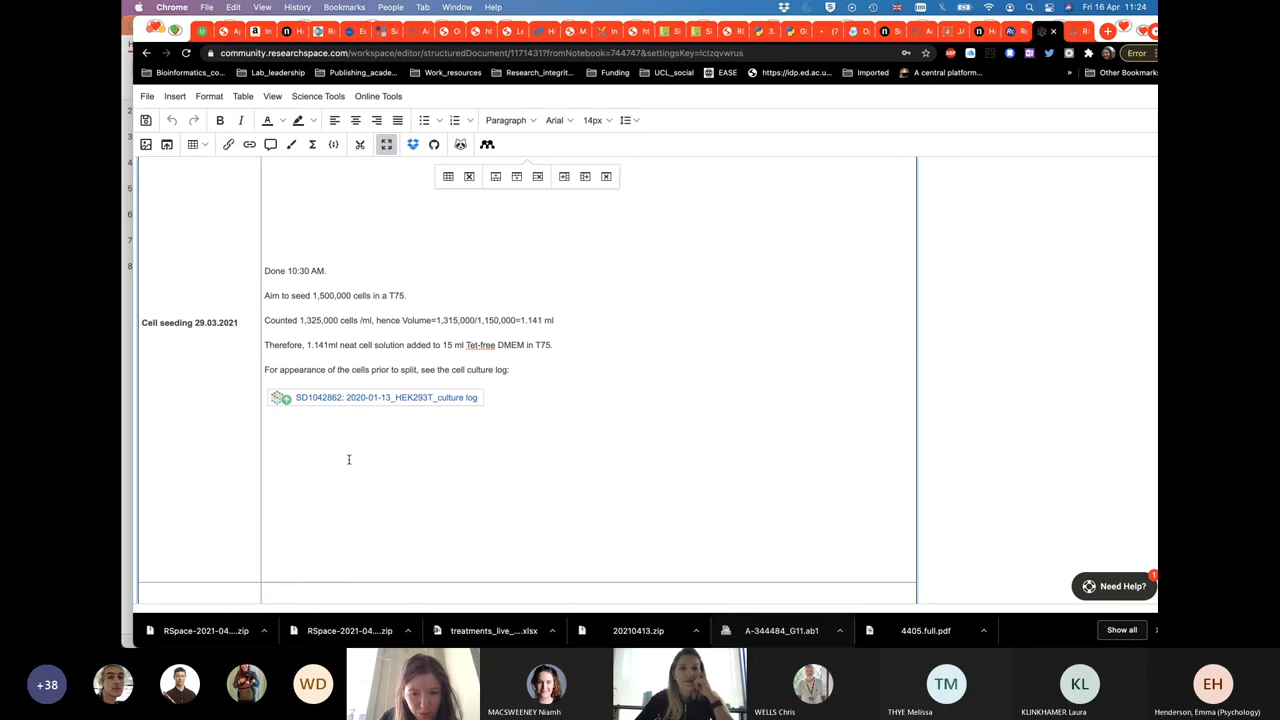 Chrome File Edit View History Bookmarks People Tab Window Help
Fri 16 Apr 11:24
community.researchspace.com/workspace/editor/structuredDocument/1171431?fromNotebook=744747&settingsKey=lcIzqvwrus
Error
Bioinformatics_co... Lab_leadership Publishing_acade... Work_resources Research_integrit... Funding UCL_social EASE https://idp.ed.ac.u... Imported A central platform... » Other Bookmarks
File Insert Format Table View Science Tools Online Tools
Paragraph Arial 14px
Done 10:30 AM.
Aim to seed 1,500,000 cells in a T75.
Cell seeding 29.03.2021
Counted 1,325,000 cells /ml, hence Volume=1,315,000/1,150,000=1.141 ml
Therefore, 1.141ml neat cell solution added to 15 ml Tet-free DMEM in T75.
For appearance of the cells prior to split, see the cell culture log:
SD1042862: 2020-01-13_HEK293T_culture log
Need Help?
1
RSpace-2021-04....zip RSpace-2021-04....zip treatments_live_....xlsx 20210413.zip A-344484_G11.ab1 4405.full.pdf Show all
+38 WD TM KL EH
MACSWEENEY Niamh WELLS Chris THYE Melissa KLINKHAMER Laura Henderson, Emma (Psychology)